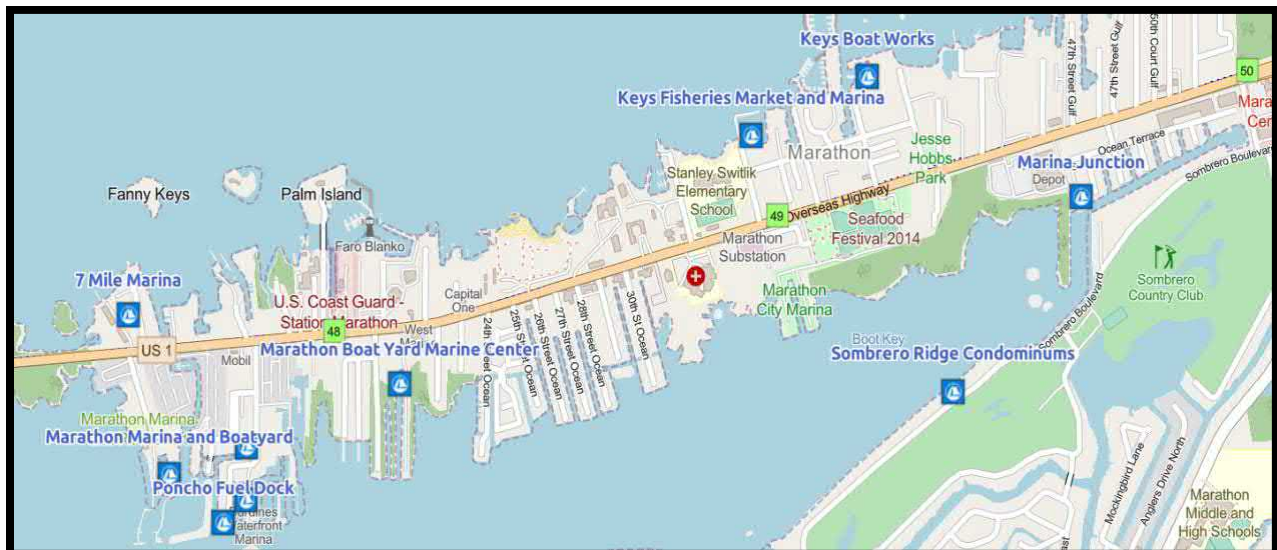 Keys Boat Works
47th Street Gulf
47th Street Gulf
50th Court Gulf
50
Keys Fisheries Market and Marina
Ocean Terrace
Marathon
Jesse
Hobbs
Park
Marina Junction
Depot
Sombrero Boulevard
Stanley Switlik
Elementary
School
Fanny Keys
Palm Island
49
Overseas Highway
Seafood
Festival 2014
Faro Blanko
Marathon
Substation
Sombrero
Country Club
7 Mile Marina
Capital
One
30th St Ocean
Marathon
City Marina
Sombrero Boulevard
U.S. Coast Guard -
Station Marathon
48
West
24th Street Ocean
25th Street Ocean
26th Street Ocean
27th Street Ocean
28th Street Ocean
US 1
Mobil
Marathon Boat Yard Marine Center
Boot Key
Sombrero Ridge Condominums
Marathon Marina
Marathon Marina and Boatyard
Poncho Fuel Dock
Waterfront
Marina
Mockingbird Lane
Anglers Drive North
Marathon
Middle and
High Schools